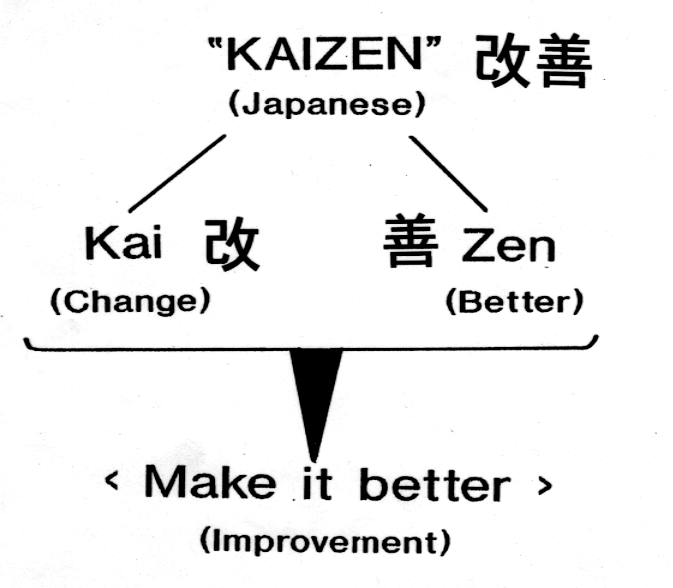 “KAIZEN” 改善
(Japanese)
Kai 改 善 Zen
(Change) (Better)
< Make it better >
(Improvement)